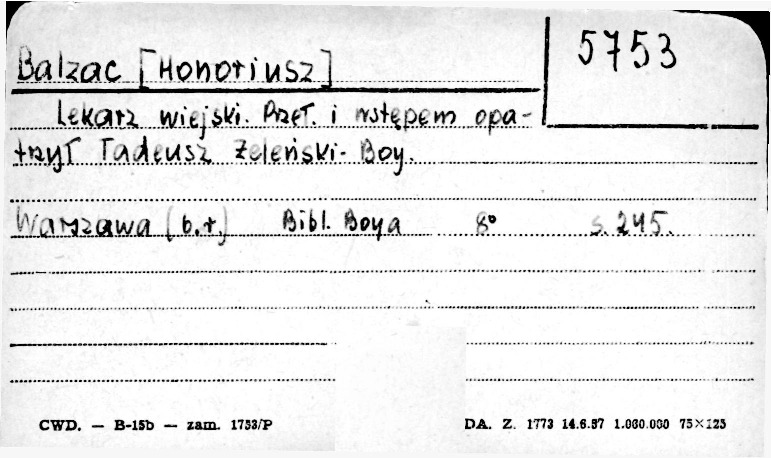 5753
Balzac [Honoriusz]
Lekarz wiejski. Przeł. i wstępem opa-
trzył Tadeusz Żeleński-Boy.
Warszawa (b.r.) Bibl. Boya 8° s. 245.
CWD. — B-15b — zam. 1753/P
DA. Z. 1773 14.6.57 1.000.000 75×125